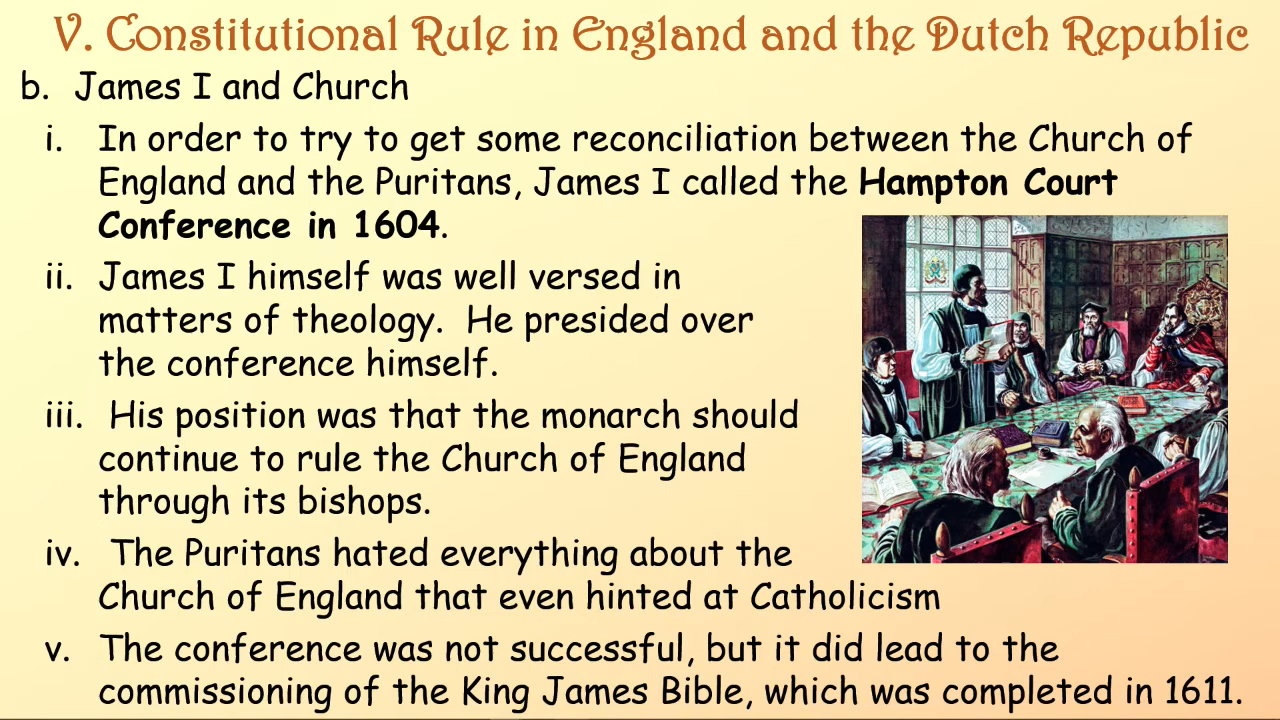 V. Constitutional Rule in England and the Dutch Republic
b. James I and Church
i. In order to try to get some reconciliation between the Church of
England and the Puritans, James I called the Hampton Court
Conference in 1604.
ii. James I himself was well versed in
matters of theology. He presided over
the conference himself.
iii. His position was that the monarch should
continue to rule the Church of England
through its bishops.
iv. The Puritans hated everything about the
Church of England that even hinted at Catholicism
v. The conference was not successful, but it did lead to the
commissioning of the King James Bible, which was completed in 1611.